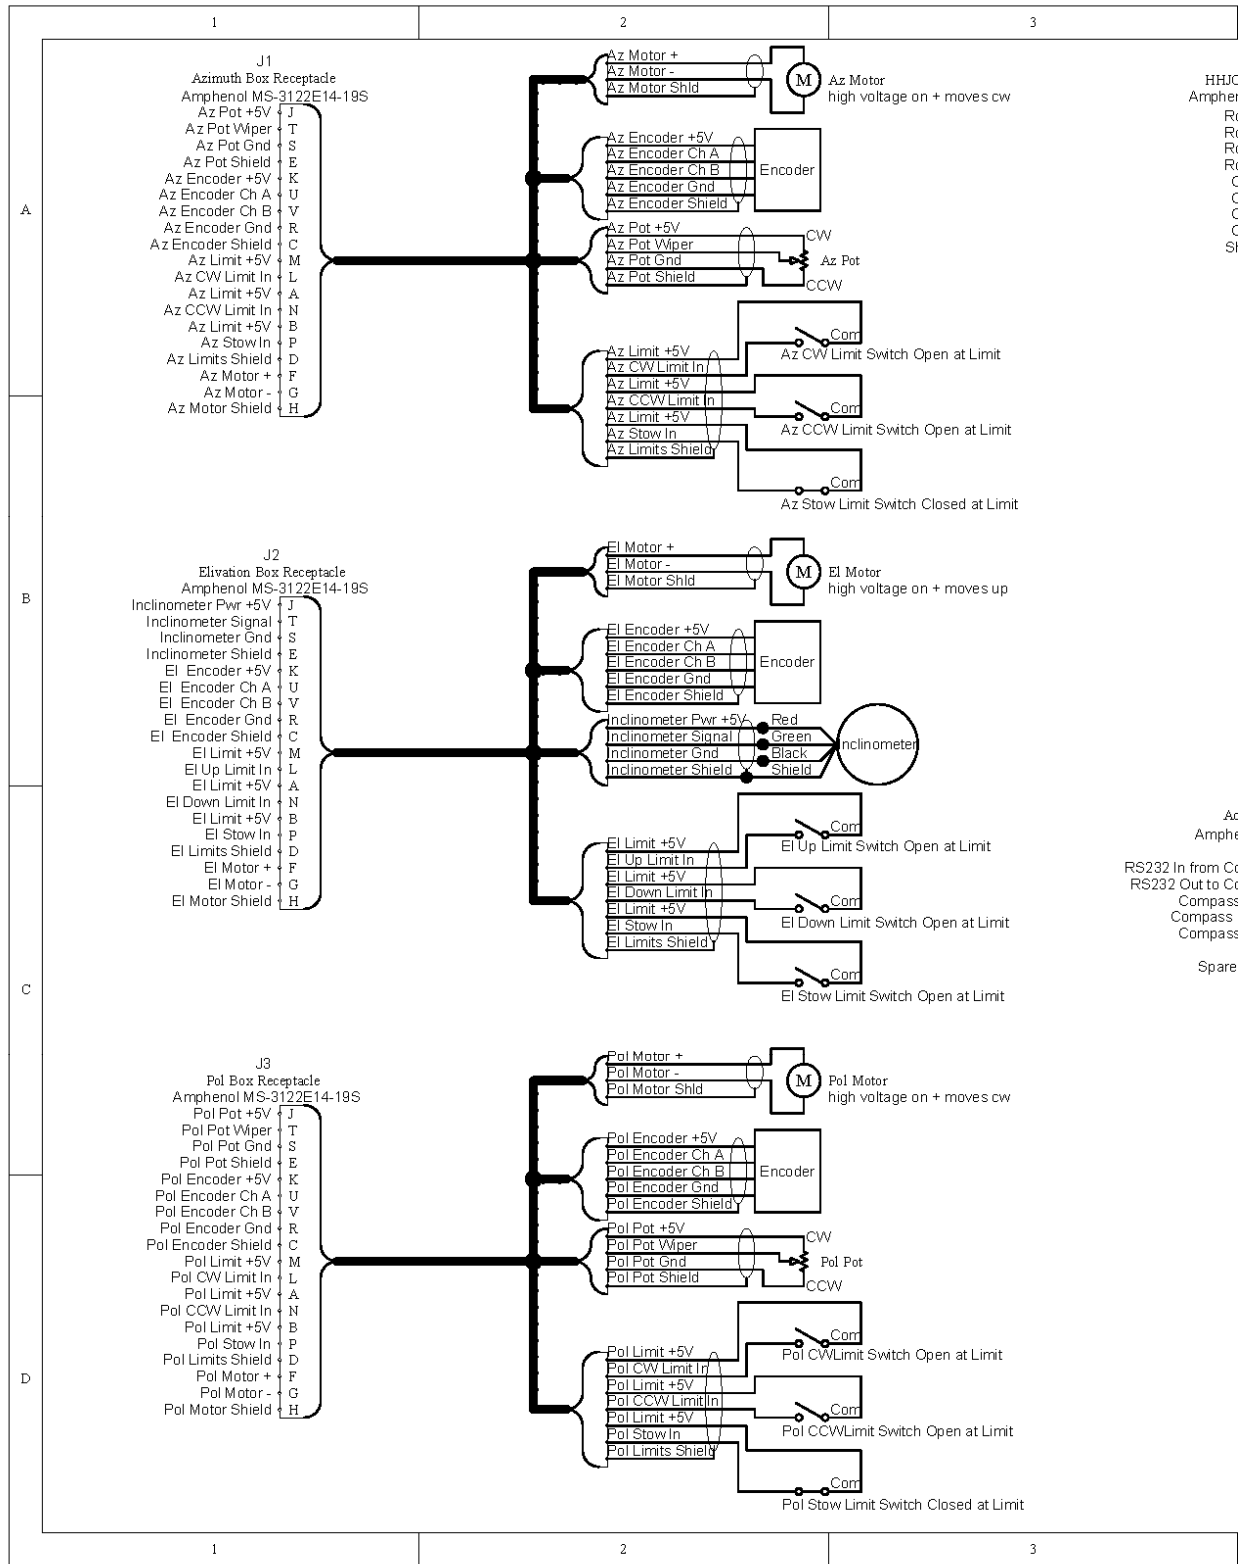 1
2
3
A
B
C
D
J1
Azimuth Box Receptacle
Amphenol MS-3122E14-19S
Az Pot +5V J
Az Pot Wiper T
Az Pot Gnd S
Az Pot Shield E
Az Encoder +5V K
Az Encoder Ch A U
Az Encoder Ch B V
Az Encoder Gnd R
Az Encoder Shield C
Az Limit +5V M
Az CW Limit In L
Az Limit +5V A
Az CCW Limit In N
Az Limit +5V B
Az Stow In P
Az Limits Shield D
Az Motor + F
Az Motor - G
Az Motor Shield H
Az Motor +
Az Motor -
Az Motor Shld
M
Az Motor
high voltage on + moves cw
Az Encoder +5V
Az Encoder Ch A
Az Encoder Ch B
Az Encoder Gnd
Az Encoder Shield
Encoder
Az Pot +5V
Az Pot Wiper
Az Pot Gnd
Az Pot Shield
CW
Az Pot
CCW
Az Limit +5V
Az CW Limit In
Az Limit +5V
Az CCW Limit In
Az Limit +5V
Az Stow In
Az Limits Shield
Com
Az CW Limit Switch Open at Limit
Com
Az CCW Limit Switch Open at Limit
Com
Az Stow Limit Switch Closed at Limit
J2
Elivation Box Receptacle
Amphenol MS-3122E14-19S
Inclinometer Pwr +5V J
Inclinometer Signal T
Inclinometer Gnd S
Inclinometer Shield E
El Encoder +5V K
El Encoder Ch A U
El Encoder Ch B V
El Encoder Gnd R
El Encoder Shield C
El Limit +5V M
El Up Limit In L
El Limit +5V A
El Down Limit In N
El Limit +5V B
El Stow In P
El Limits Shield D
El Motor + F
El Motor - G
El Motor Shield H
El Motor +
El Motor -
El Motor Shld
M
El Motor
high voltage on + moves up
El Encoder +5V
El Encoder Ch A
El Encoder Ch B
El Encoder Gnd
El Encoder Shield
Encoder
Inclinometer Pwr +5V Red
Inclinometer Signal Green
Inclinometer Gnd Black
Inclinometer Shield Shield
Inclinometer
El Limit +5V
El Up Limit In
El Limit +5V
El Down Limit In
El Limit +5V
El Stow In
El Limits Shield
Com
El Up Limit Switch Open at Limit
Com
El Down Limit Switch Open at Limit
Com
El Stow Limit Switch Open at Limit
J3
Pol Box Receptacle
Amphenol MS-3122E14-19S
Pol Pot +5V J
Pol Pot Wiper T
Pol Pot Gnd S
Pol Pot Shield E
Pol Encoder +5V K
Pol Encoder Ch A U
Pol Encoder Ch B V
Pol Encoder Gnd R
Pol Encoder Shield C
Pol Limit +5V M
Pol CW Limit In L
Pol Limit +5V A
Pol CCW Limit In N
Pol Limit +5V B
Pol Stow In P
Pol Limits Shield D
Pol Motor + F
Pol Motor - G
Pol Motor Shield H
Pol Motor +
Pol Motor -
Pol Motor Shld
M
Pol Motor
high voltage on + moves cw
Pol Encoder +5V
Pol Encoder Ch A
Pol Encoder Ch B
Pol Encoder Gnd
Pol Encoder Shield
Encoder
Pol Pot +5V
Pol Pot Wiper
Pol Pot Gnd
Pol Pot Shield
CW
Pol Pot
CCW
Pol Limit +5V
Pol CW Limit In
Pol Limit +5V
Pol CCW Limit In
Pol Limit +5V
Pol Stow In
Pol Limits Shield
Com
Pol CWLimit Switch Open at Limit
Com
Pol CCWLimit Switch Open at Limit
Com
Pol Stow Limit Switch Closed at Limit
RS232 In from
RS232 Out to
Compass
Compass
Compass
Spare
1
2
3